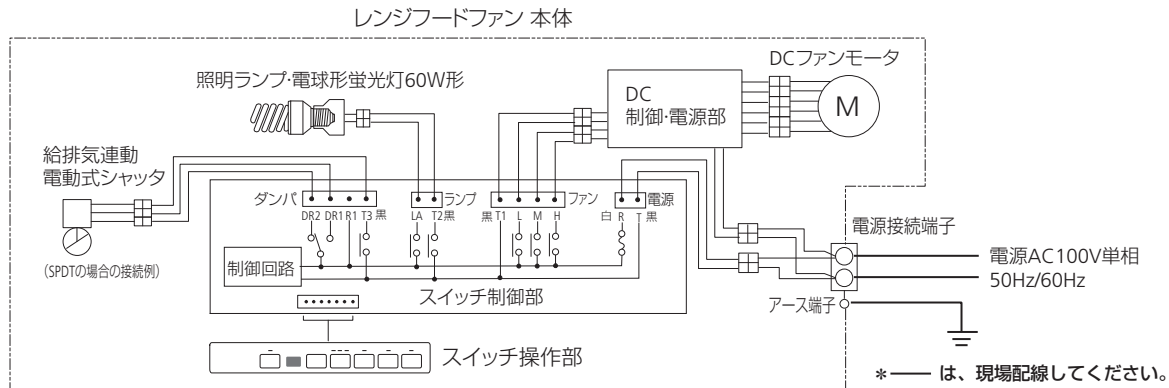 レンジフードファン 本体
照明ランプ・電球形蛍光灯60W形
DCファンモータ
DC
制御・電源部
M
給排気連動
電動式シャッタ
(SPDTの場合の接続例)
ダンパ
ランプ
ファン
電源
DR2 DR1 R1 T3 黒
LA T2 黒
黒 T1 L M H
白 R T 黒
制御回路
スイッチ制御部
スイッチ操作部
電源接続端子
電源AC100V単相
50Hz/60Hz
アース端子
*── は、現場配線してください。